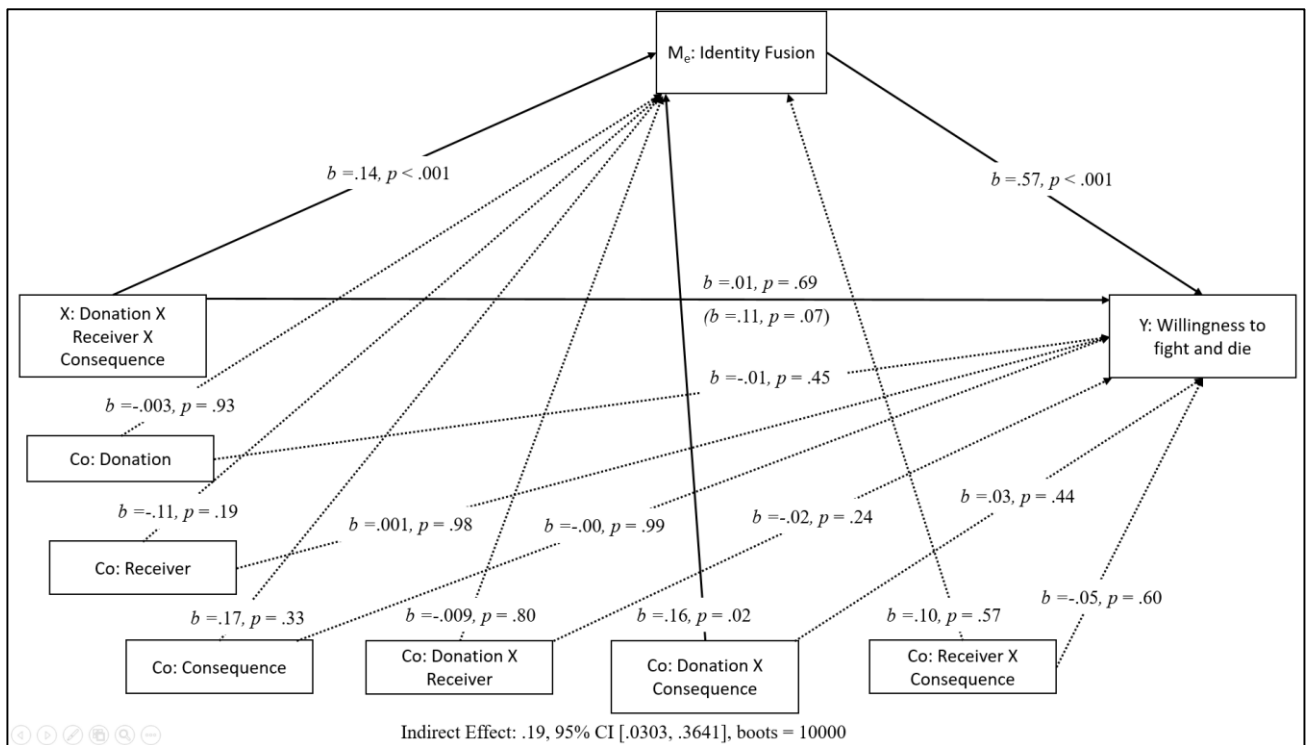 Me: Identity Fusion
b =.14, p < .001
b =.57, p < .001
b =.01, p = .69
(b =.11, p = .07)
X: Donation X
Receiver X
Consequence
Y: Willingness to
fight and die
b =-.003, p = .93
b =-.01, p = .45
Co: Donation
b =-.11, p = .19
b =.001, p = .98
b =-.00, p = .99
b =-.02, p = .24
b =.03, p = .44
Co: Receiver
b =.17, p = .33
b =-.009, p = .80
b =.16, p = .02
b =.10, p = .57
b =-.05, p = .60
Co: Consequence
Co: Donation X
Receiver
Co: Donation X
Consequence
Co: Receiver X
Consequence
Indirect Effect: .19, 95% CI [.0303, .3641], boots = 10000